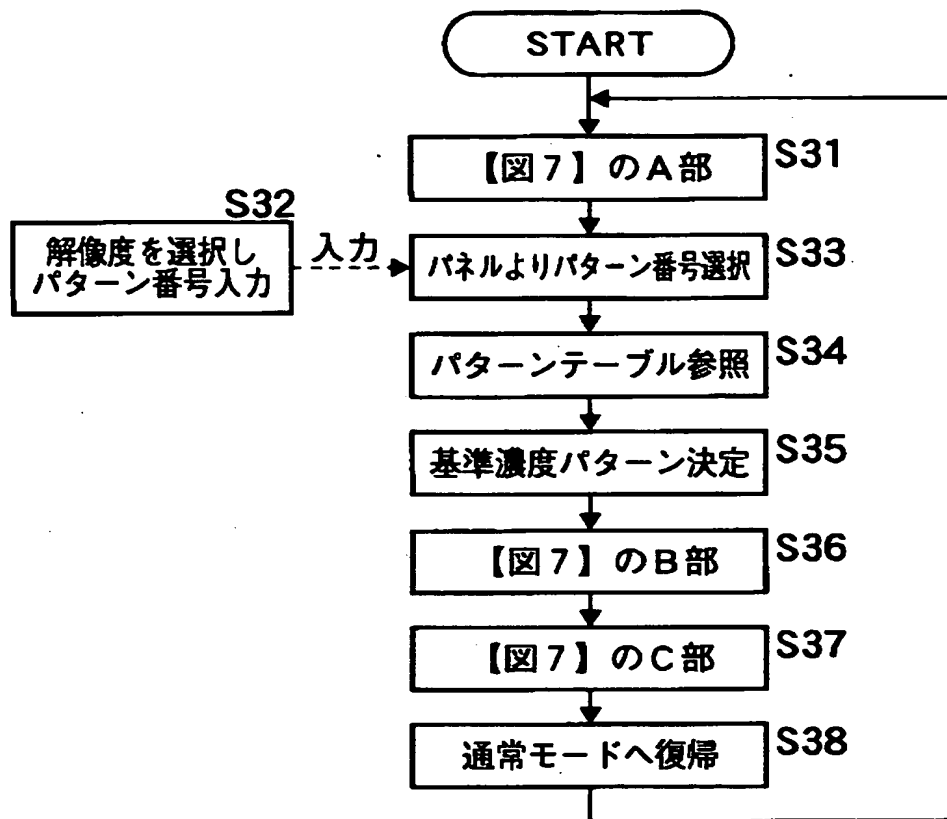 START
【図7】のA部
S31
S32
解像度を選択し
パターン番号入力
入力
パネルよりパターン番号選択
S33
パターンテーブル参照
S34
基準濃度パターン決定
S35
【図7】のB部
S36
【図7】のC部
S37
通常モードへ復帰
S38